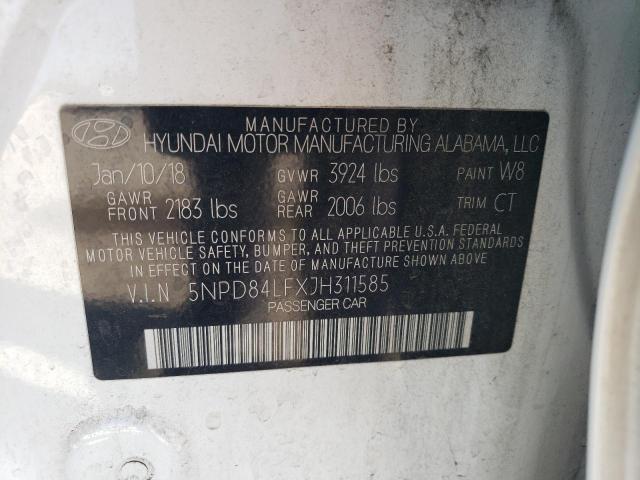 MANUFACTURED BY
HYUNDAI MOTOR MANUFACTURING ALABAMA, LLC
Jan/10/18 GVWR 3924 lbs PAINT W8
GAWR FRONT 2183 lbs GAWR REAR 2006 lbs TRIM CT
THIS VEHICLE CONFORMS TO ALL APPLICABLE U.S.A. FEDERAL
MOTOR VEHICLE SAFETY, BUMPER, AND THEFT PREVENTION STANDARDS
IN EFFECT ON THE DATE OF MANUFACTURE SHOWN ABOVE.
V.I.N 5NPD84LFXJH311585
PASSENGER CAR